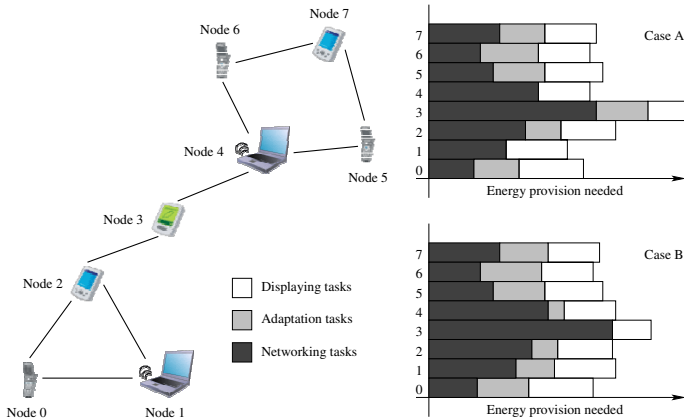 Node 7
Node 6
Node 4
Node 5
Node 3
Node 2
Node 0
Node 1
Displaying tasks
Adaptation tasks
Networking tasks
Case A
7
6
5
4
3
2
1
0
Energy provision needed
Case B
7
6
5
4
3
2
1
0
Energy provision needed